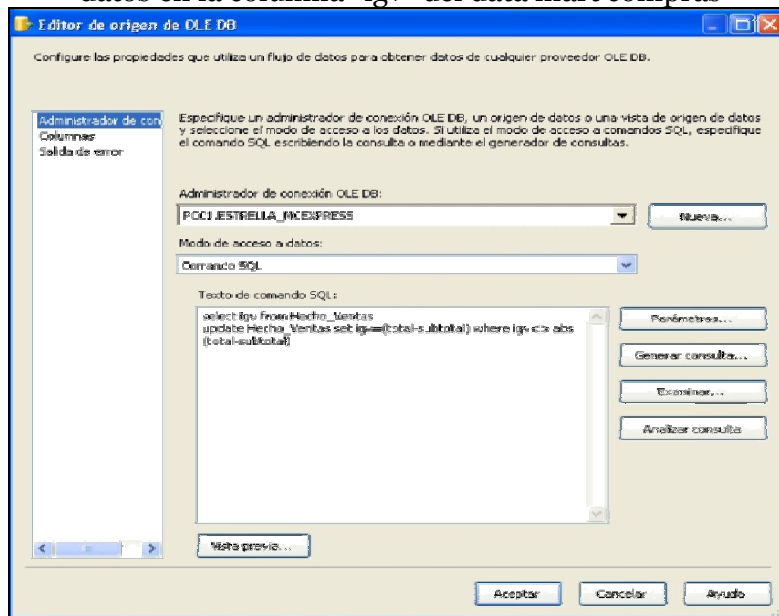 datos en la columna "igv" del data mart compras
Editor de origen de OLE DB
Configure las propiedades que utiliza un flujo de datos para obtener datos de cualquier proveedor OLE DB.
Administrador de con
Columnas
Salida de error
Especifique un administrador de conexión OLE DB, un origen de datos o una vista de origen de datos
y seleccione el modo de acceso a los datos. Si utiliza el modo de acceso a comandos SQL, especifique
el comando SQL escribiendo la consulta o mediante el generador de consultas.
Administrador de conexión OLE DB:
PCC1.ESTRELLA_MCEXPRESS
Nueva...
Modo de acceso a datos:
Comando SQL
Texto de comando SQL:
select igv from Hecho_Ventas
update Hecho_Ventas set igv=(total-subtotal) where igv <> abs
(total-subtotal)
Parámetros...
Generar consulta...
Examinar...
Analizar consulta
Vista previa...
Aceptar
Cancelar
Ayuda